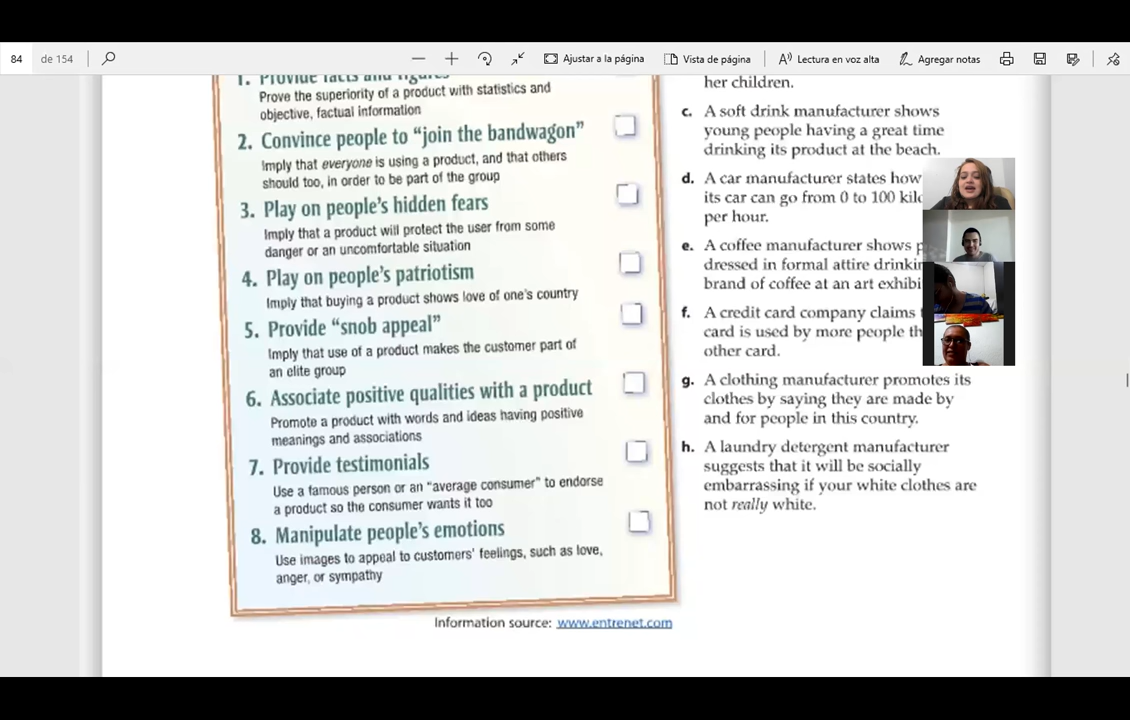 84 de 154 Ajustar a la página Vista de página Lectura en voz alta Agregar notas
1. Provide facts and figures
Prove the superiority of a product with statistics and
objective, factual information
2. Convince people to “join the bandwagon”
Imply that everyone is using a product, and that others
should too, in order to be part of the group
3. Play on people’s hidden fears
Imply that a product will protect the user from some
danger or an uncomfortable situation
4. Play on people’s patriotism
Imply that buying a product shows love of one’s country
5. Provide “snob appeal”
Imply that use of a product makes the customer part of
an elite group
6. Associate positive qualities with a product
Promote a product with words and ideas having positive
meanings and associations
7. Provide testimonials
Use a famous person or an “average consumer” to endorse
a product so the consumer wants it too
8. Manipulate people’s emotions
Use images to appeal to customers’ feelings, such as love,
anger, or sympathy
Information source: www.entrenet.com
her children.
c. A soft drink manufacturer shows
young people having a great time
drinking its product at the beach.
d. A car manufacturer states how
its car can go from 0 to 100
per hour.
e. A coffee manufacturer shows
dressed in formal attire
brand of coffee at an art
f. A credit card company claims
card is used by more people
other card.
g. A clothing manufacturer promotes its
clothes by saying they are made by
and for people in this country.
h. A laundry detergent manufacturer
suggests that it will be socially
embarrassing if your white clothes are
not really white.